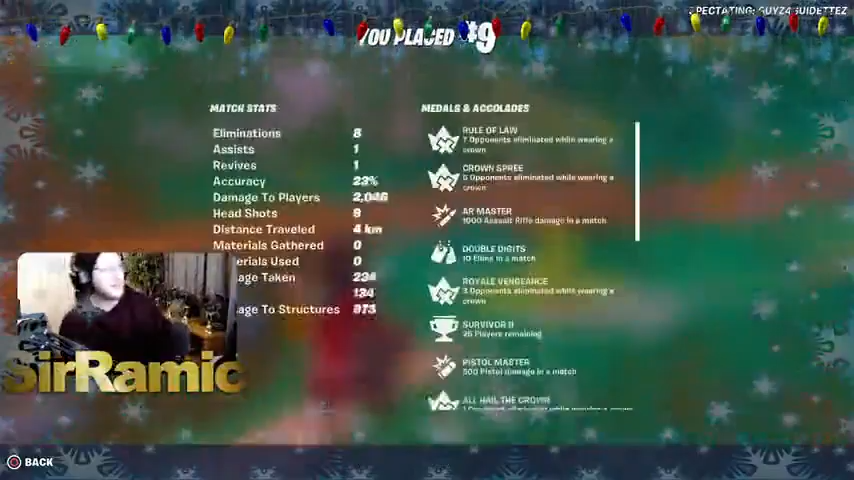 SPECTATING: GUYZ4GUIDETTEZ
YOU PLACED #9
MATCH STATS
Eliminations 8
Assists 1
Revives 1
Accuracy 23%
Damage To Players 2,046
Head Shots 9
Distance Traveled 4 km
Materials Gathered 0
erials Used 0
age Taken 234
134
age To Structures 973
MEDALS & ACCOLADES
RULE OF LAW
7 Opponents eliminated while wearing a
crown
CROWN SPREE
5 Opponents eliminated while wearing a
crown
AR MASTER
1000 Assault Rifle damage in a match
DOUBLE DIGITS
10 Elims in a match
ROYALE VENGEANCE
3 Opponents eliminated while wearing a
crown
SURVIVOR II
25 Players remaining
PISTOL MASTER
500 Pistol damage in a match
ALL HAIL THE CROWN
SirRamic
BACK